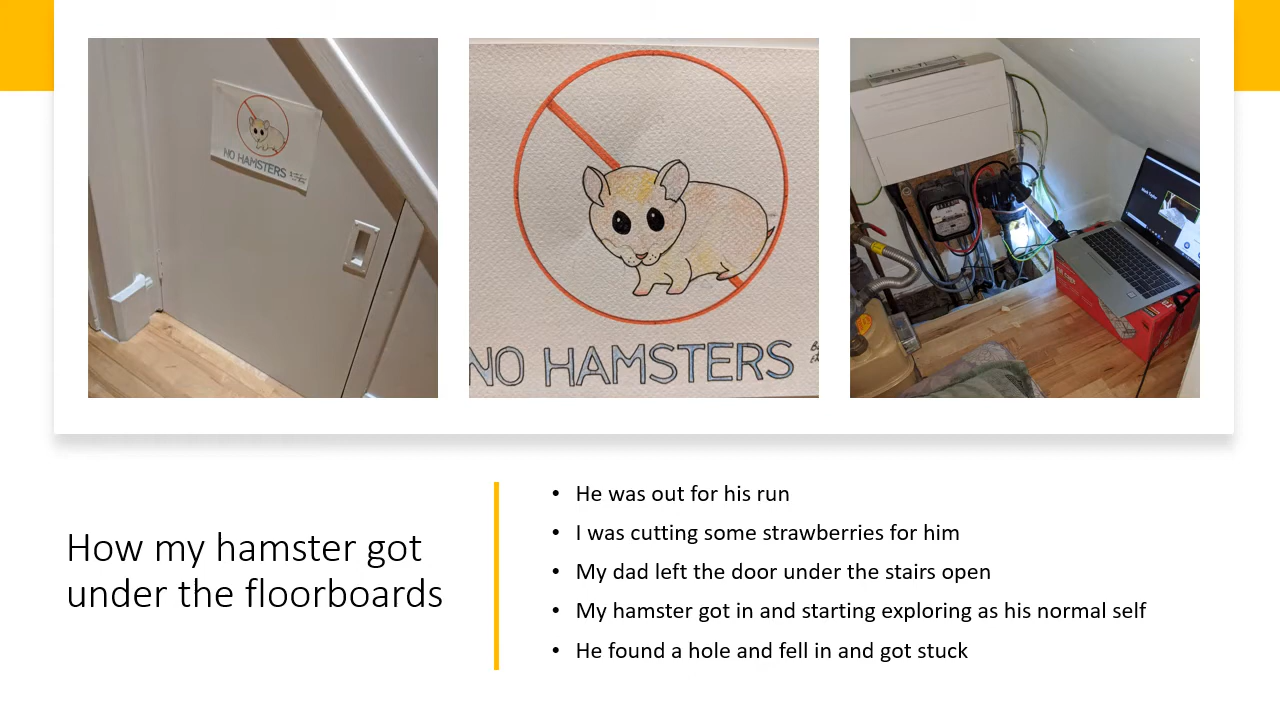 NO HAMSTERS
NO HAMSTERS
How my hamster got
under the floorboards
• He was out for his run
• I was cutting some strawberries for him
• My dad left the door under the stairs open
• My hamster got in and starting exploring as his normal self
• He found a hole and fell in and got stuck